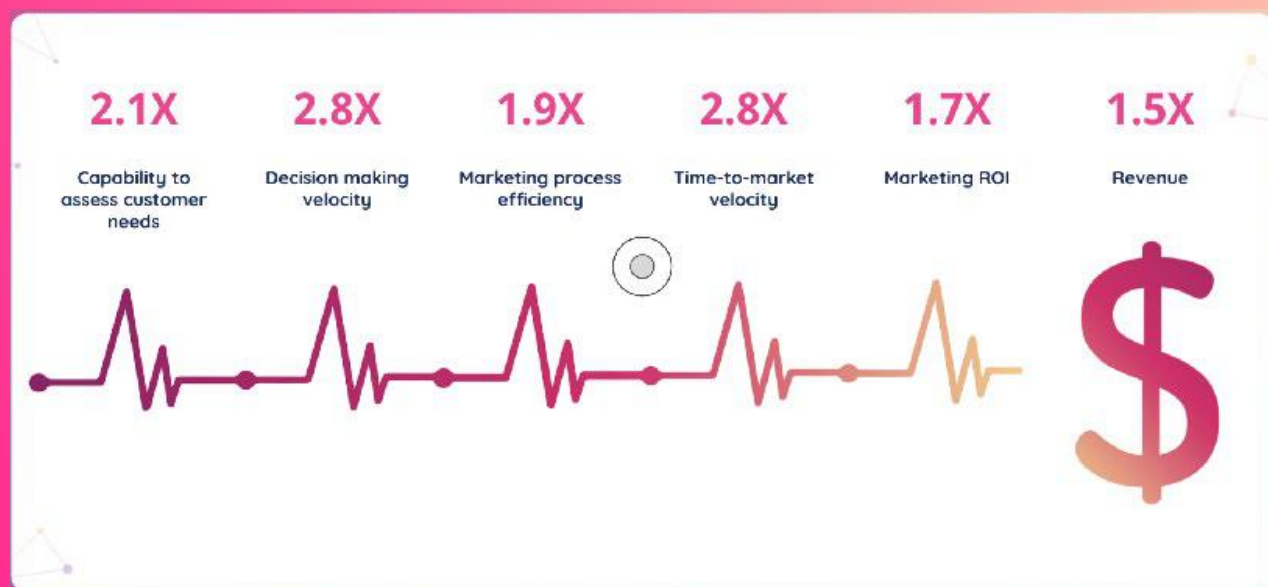 2.1X
Capability to
assess customer
needs
2.8X
Decision making
velocity
1.9X
Marketing process
efficiency
2.8X
Time-to-market
velocity
1.7X
Marketing ROI
1.5X
Revenue
$